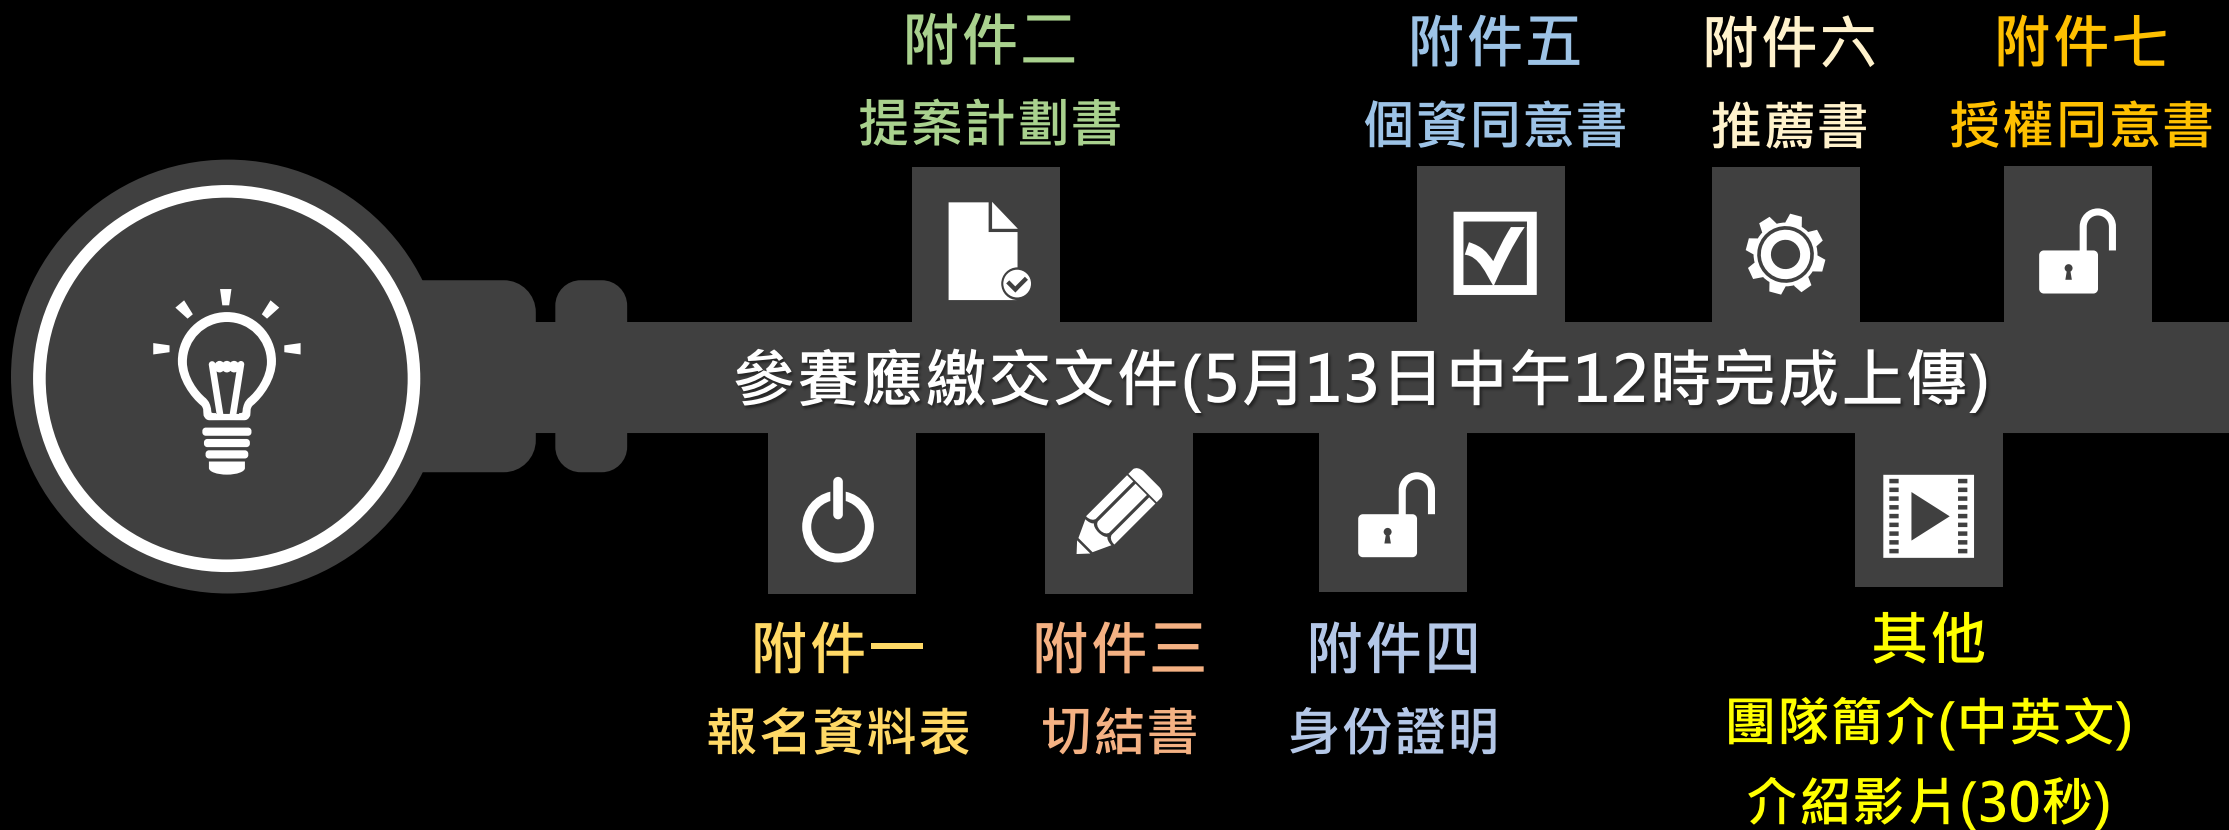 附件二
提案計劃書
附件五
個資同意書
附件六
推薦書
附件七
授權同意書
參賽應繳交文件(5月13日中午12時完成上傳)
附件一
報名資料表
附件三
切結書
附件四
身份證明
其他
團隊簡介(中英文)
介紹影片(30秒)